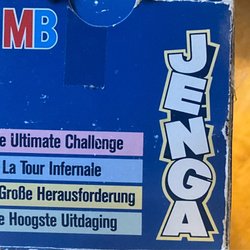 MB
JENGA
e Ultimate Challenge
La Tour Infernale
Große Herausforderung
e Hoogste Uitdaging